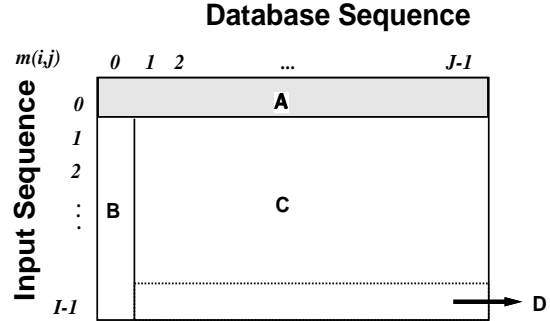 Database Sequence
m(i,j) 0 1 2 ... J-1
Input Sequence
0 A
1
2
B C
⋮
I-1 D